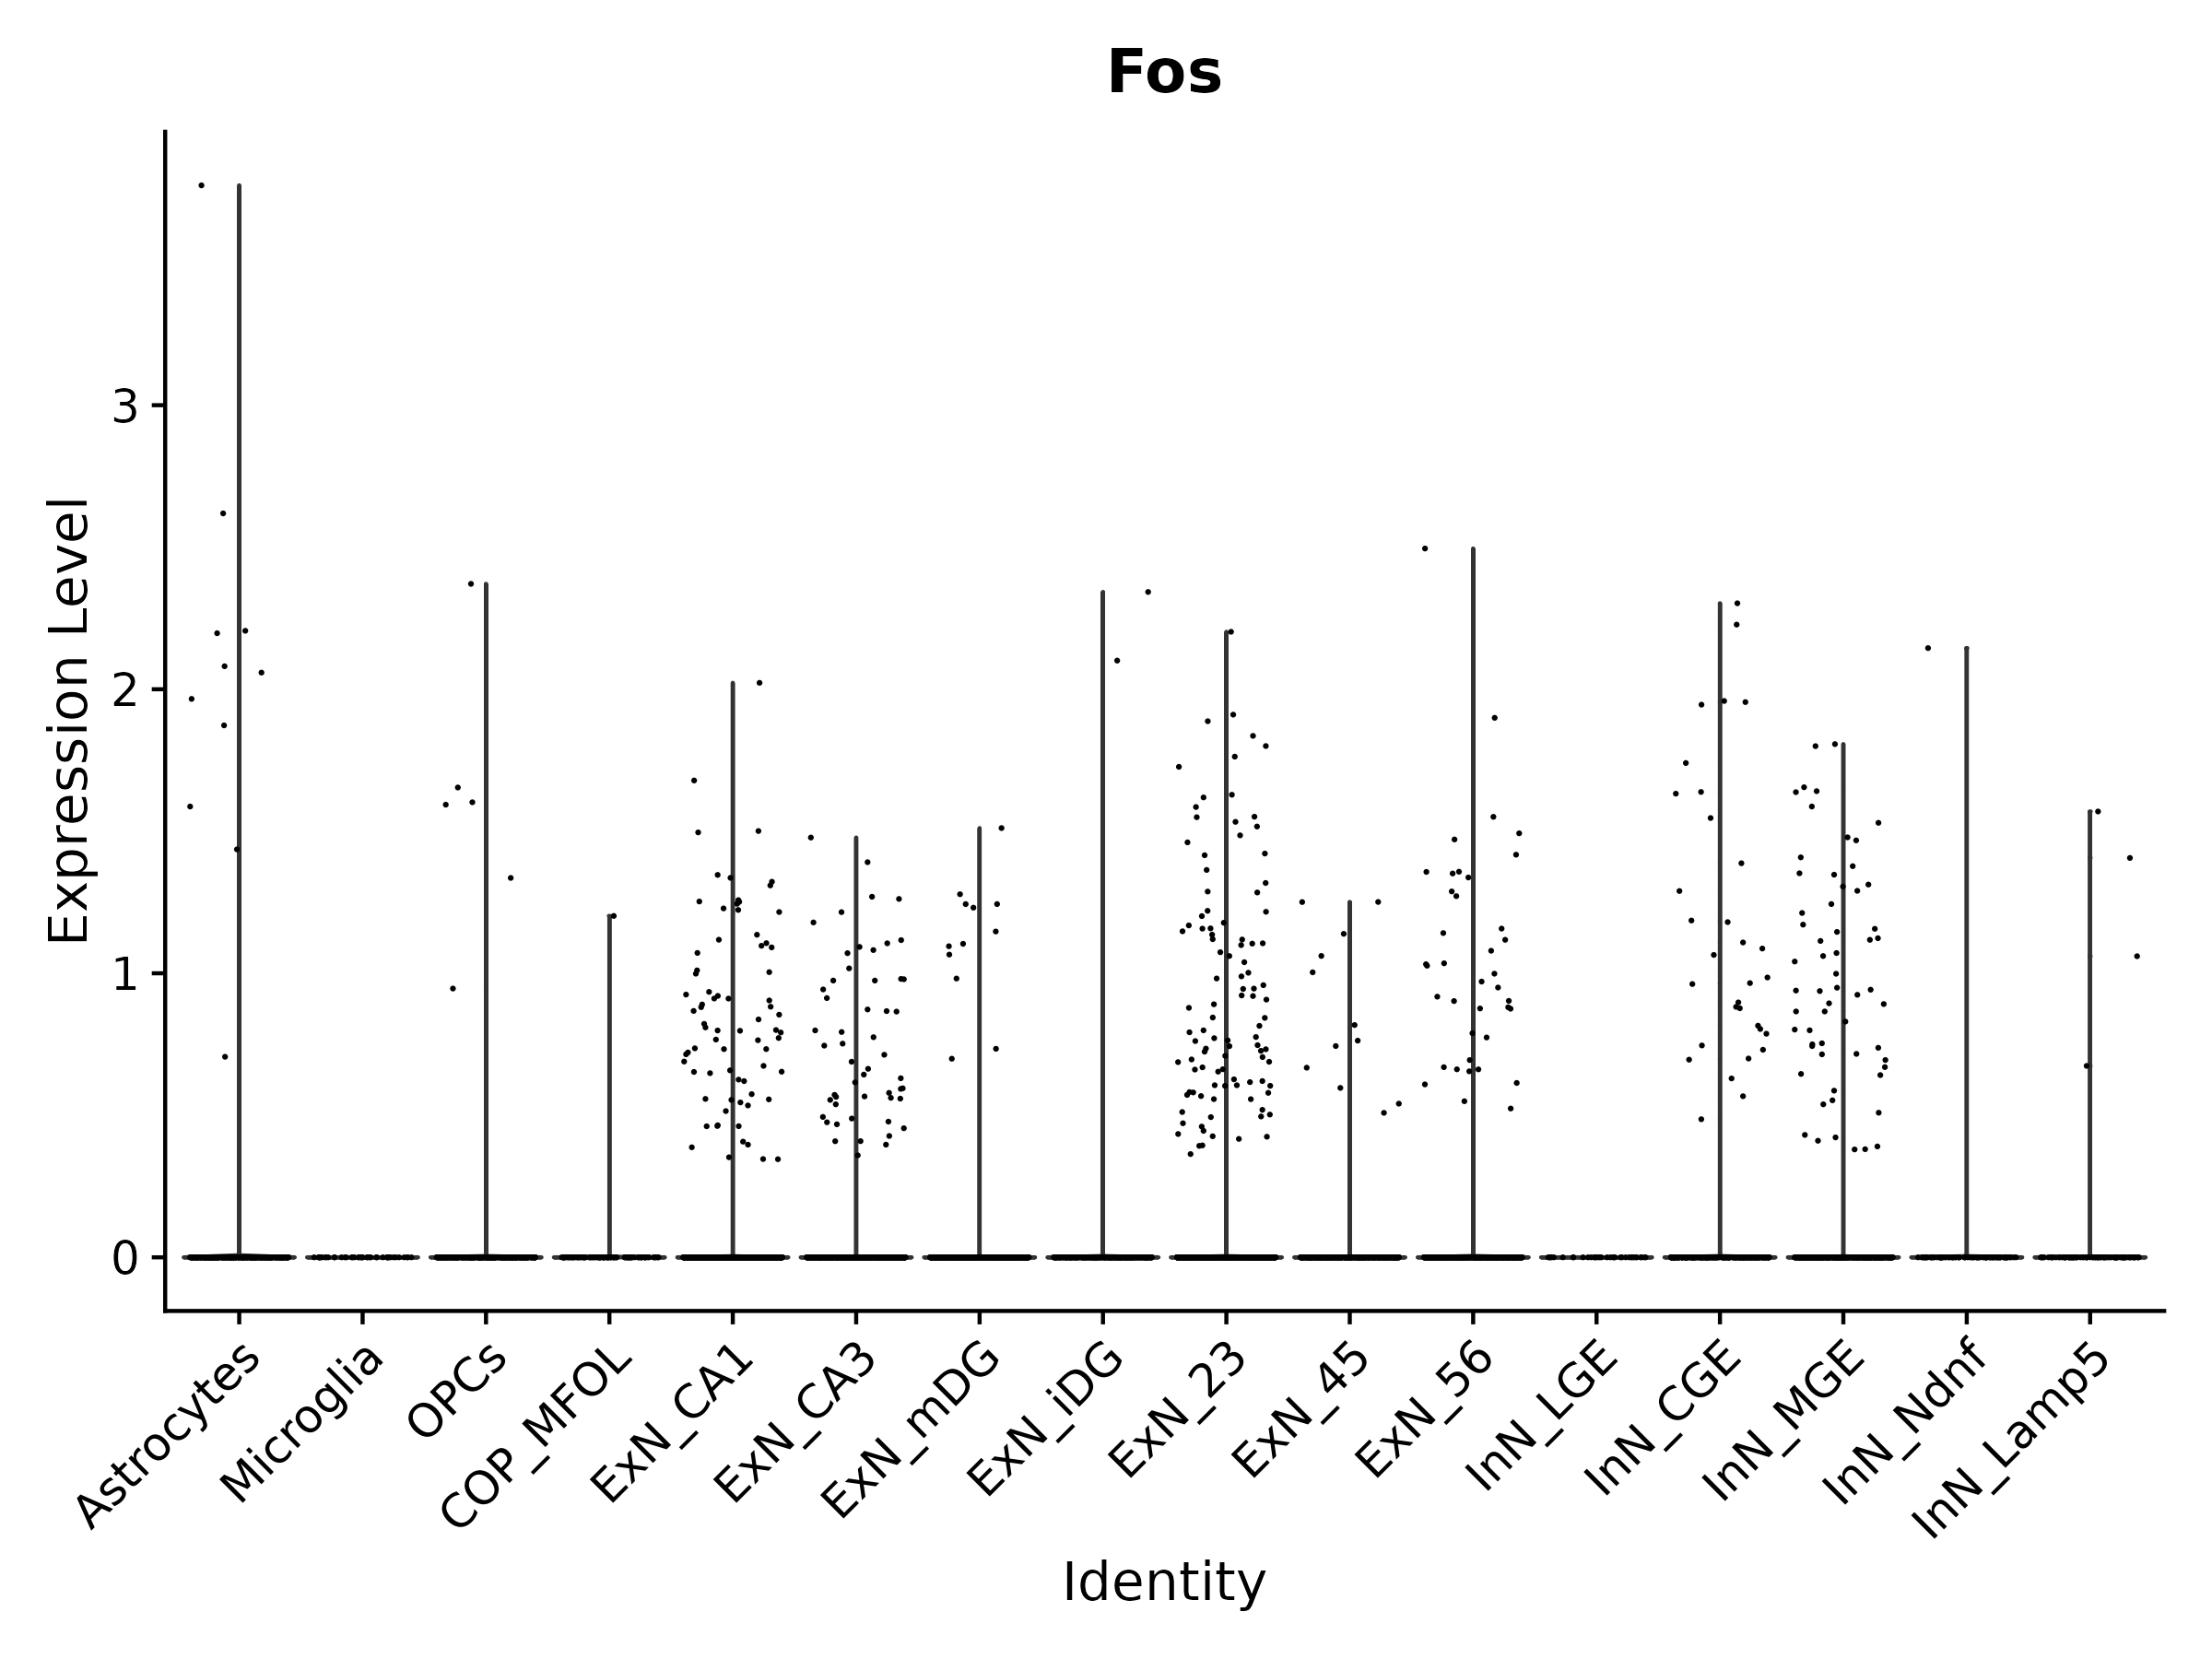 Fos
Expression Level
3
2
1
0
Astrocytes
Microglia
OPCs
COP_MFOL
ExN_CA1
ExN_CA3
ExN_mDG
ExN_iDG
ExN_23
ExN_45
ExN_56
InN_LGE
InN_CGE
InN_MGE
InN_Ndnf
InN_Lamp5
Identity